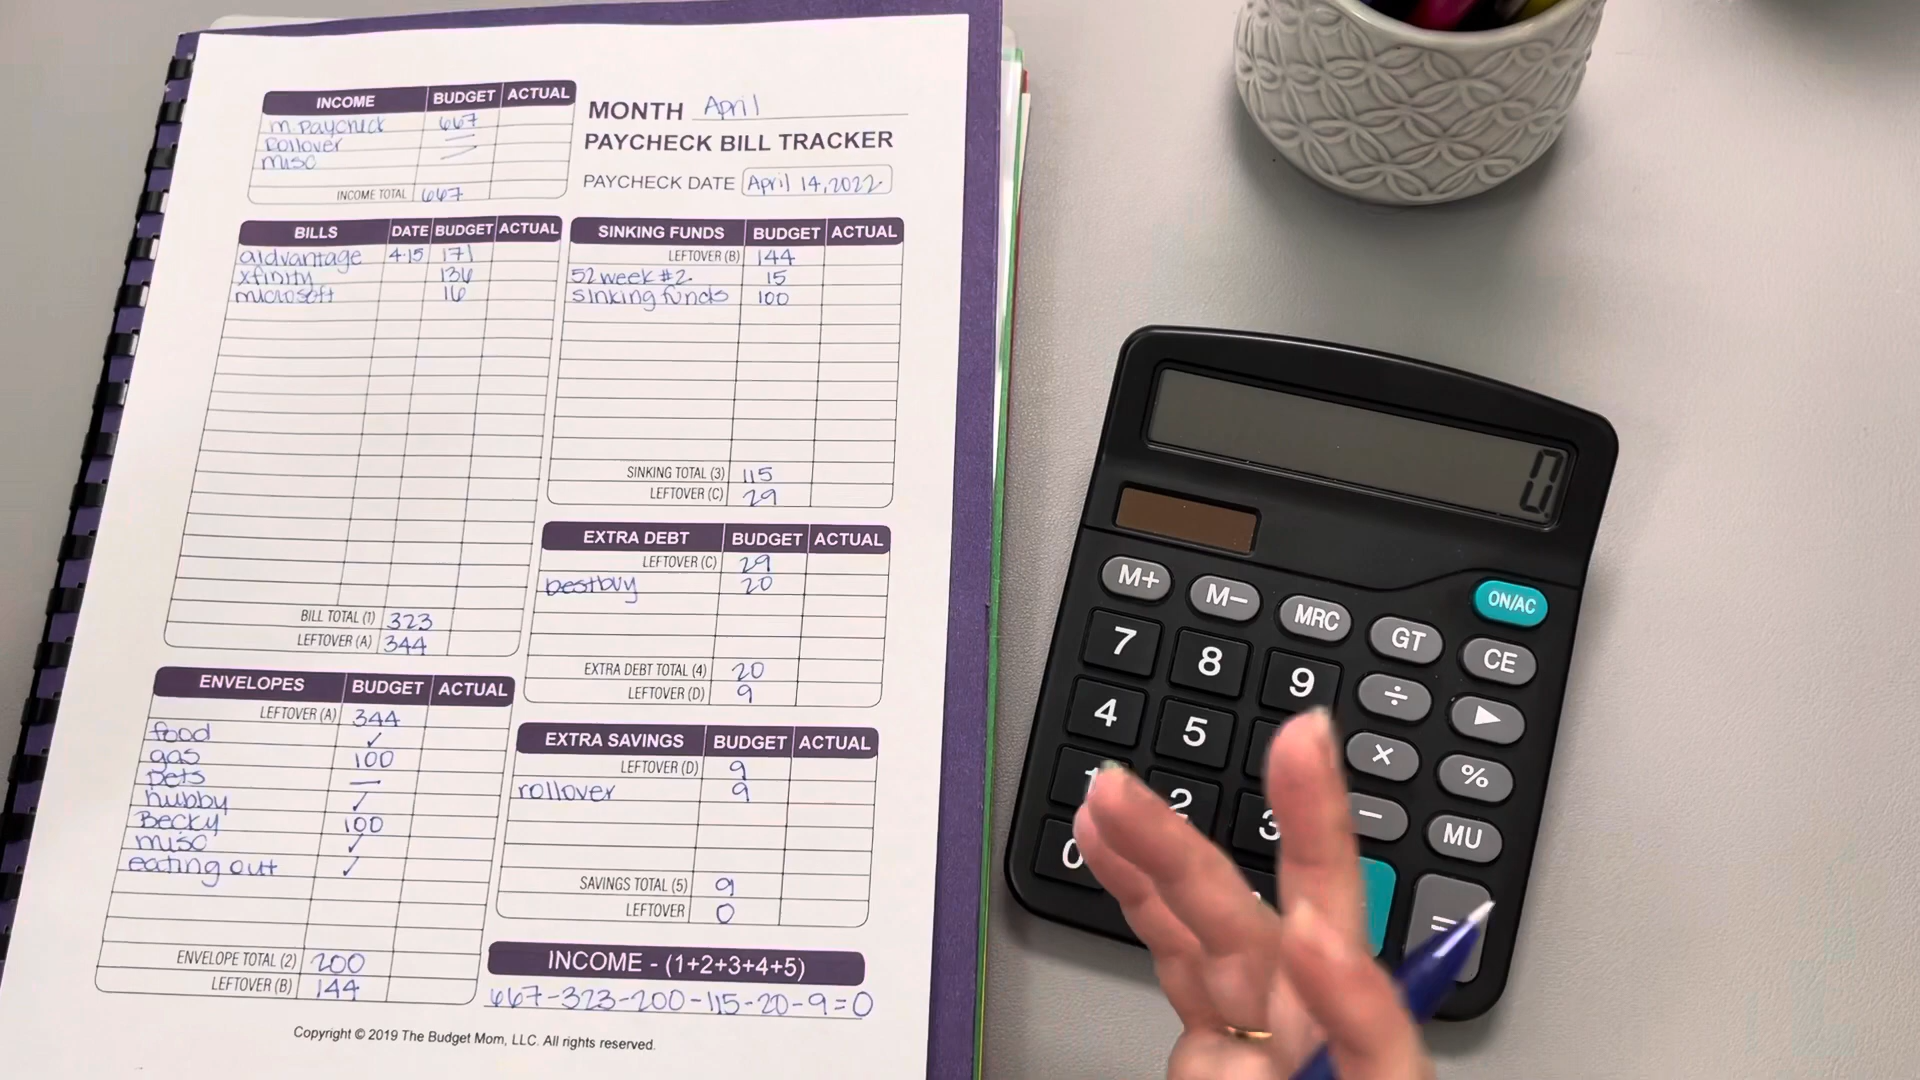 INCOME BUDGET ACTUAL
m. paycheck 667
rollover —
misc —
INCOME TOTAL 667
MONTH April
PAYCHECK BILL TRACKER
PAYCHECK DATE April 14, 2022
BILLS DATE BUDGET ACTUAL
aidvantage 4.15 171
xfinity 136
microsoft 16
BILL TOTAL (1) 323
LEFTOVER (A) 344
ENVELOPES BUDGET ACTUAL
LEFTOVER (A) 344
food ✓
gas 100
pets —
hubby ✓
Becky 100
misc ✓
eating out ✓
ENVELOPE TOTAL (2) 200
LEFTOVER (B) 144
SINKING FUNDS BUDGET ACTUAL
LEFTOVER (B) 144
52 week #2 15
sinking funds 100
SINKING TOTAL (3) 115
LEFTOVER (C) 29
EXTRA DEBT BUDGET ACTUAL
LEFTOVER (C) 29
bestbuy 20
EXTRA DEBT TOTAL (4) 20
LEFTOVER (D) 9
EXTRA SAVINGS BUDGET ACTUAL
LEFTOVER (D) 9
rollover 9
SAVINGS TOTAL (5) 9
LEFTOVER 0
INCOME - (1+2+3+4+5)
667-323-200-115-20-9=0
Copyright © 2019 The Budget Mom, LLC. All rights reserved.
0.
M+ M− MRC GT ON/AC
7 8 9 ÷ CE
4 5 × ▶
1 2 3 − %
0 = MU